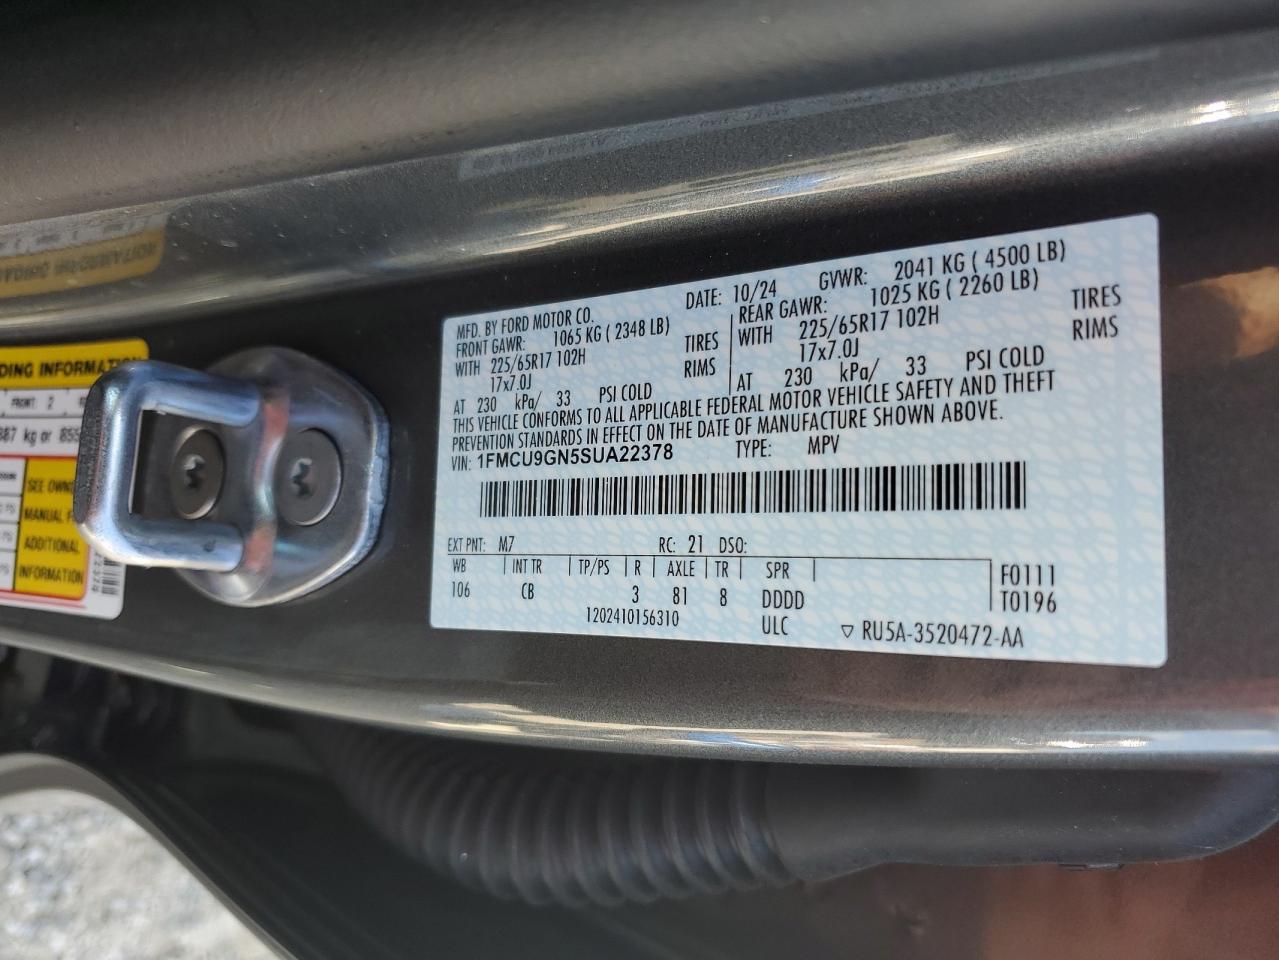 MFD. BY FORD MOTOR CO.
DATE: 10/24
GVWR: 2041 KG ( 4500 LB)
FRONT GAWR: 1065 KG ( 2348 LB)
WITH 225/65R17 102H TIRES
17x7.0J RIMS
AT 230 kPa/ 33 PSI COLD
REAR GAWR: 1025 KG ( 2260 LB)
WITH 225/65R17 102H TIRES
17x7.0J RIMS
AT 230 kPa/ 33 PSI COLD
THIS VEHICLE CONFORMS TO ALL APPLICABLE FEDERAL MOTOR VEHICLE SAFETY AND THEFT
PREVENTION STANDARDS IN EFFECT ON THE DATE OF MANUFACTURE SHOWN ABOVE.
VIN: 1FMCU9GN5SUA22378 TYPE: MPV
EXT PNT: M7 RC: 21 DSO:
WB INT TR TP/PS R AXLE TR SPR
106 CB 3 81 8 DDDD
F0111
T0196
1202410156310 ULC RU5A-3520472-AA
INFORMATION
FRONT 2
kg or
SEE
MANUAL
ADDITIONAL
INFORMATION